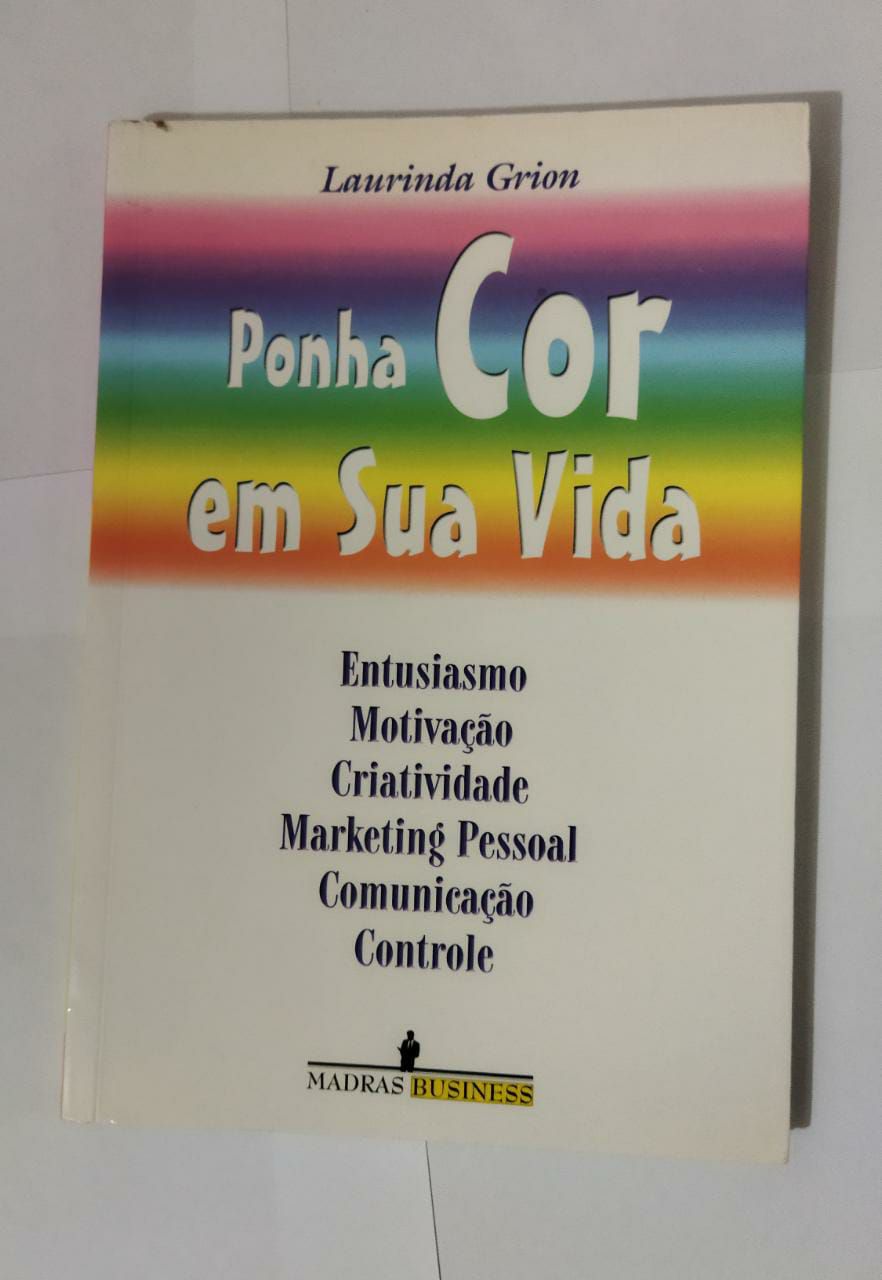 Laurinda Grion
Ponha Cor
em Sua Vida
Entusiasmo
Motivação
Criatividade
Marketing Pessoal
Comunicação
Controle
MADRAS BUSINESS